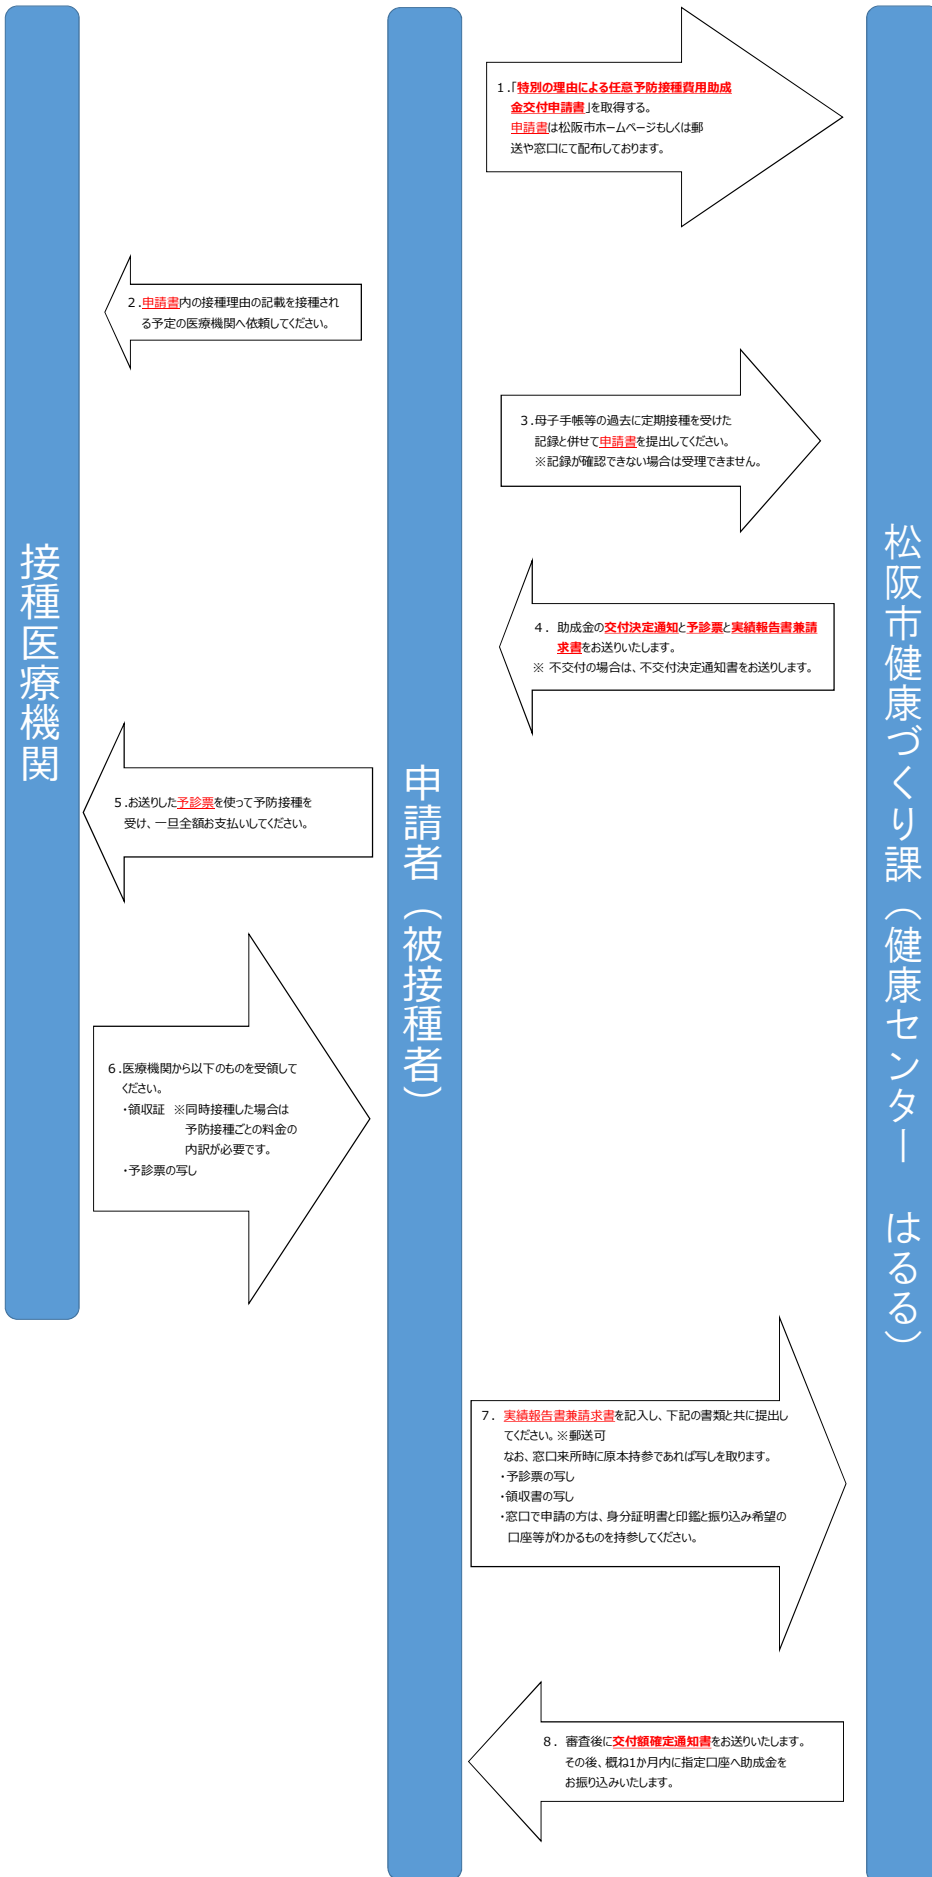 1.「特別の理由による任意予防接種費用助成
金交付申請書」を取得する。
申請書は松阪市ホームページもしくは郵
送や窓口にて配布しております。
2.申請書内の接種理由の記載を接種され
る予定の医療機関へ依頼してください。
3.母子手帳等の過去に定期接種を受けた
記録と併せて申請書を提出してください。
※記録が確認できない場合は受理できません。
4. 助成金の交付決定通知と予診票と実績報告書兼請
求書をお送りいたします。
※ 不交付の場合は、不交付決定通知書をお送りします。
5.お送りした予診票を使って予防接種を
受け、一旦全額お支払いしてください。
6.医療機関から以下のものを受領して
ください。
・領収証 ※同時接種した場合は
予防接種ごとの料金の
内訳が必要です。
・予診票の写し
7. 実績報告書兼請求書を記入し、下記の書類と共に提出し
てください。※郵送可
なお、窓口来所時に原本持参であれば写しを取ります。
・予診票の写し
・領収書の写し
・窓口で申請の方は、身分証明書と印鑑と振り込み希望の
口座等がわかるものを持参してください。
8. 審査後に交付額確定通知書をお送りいたします。
その後、概ね1か月内に指定口座へ助成金を
お振り込みいたします。
接種医療機関
申請者(被接種者)
松阪市健康づくり課(健康センター はるる)